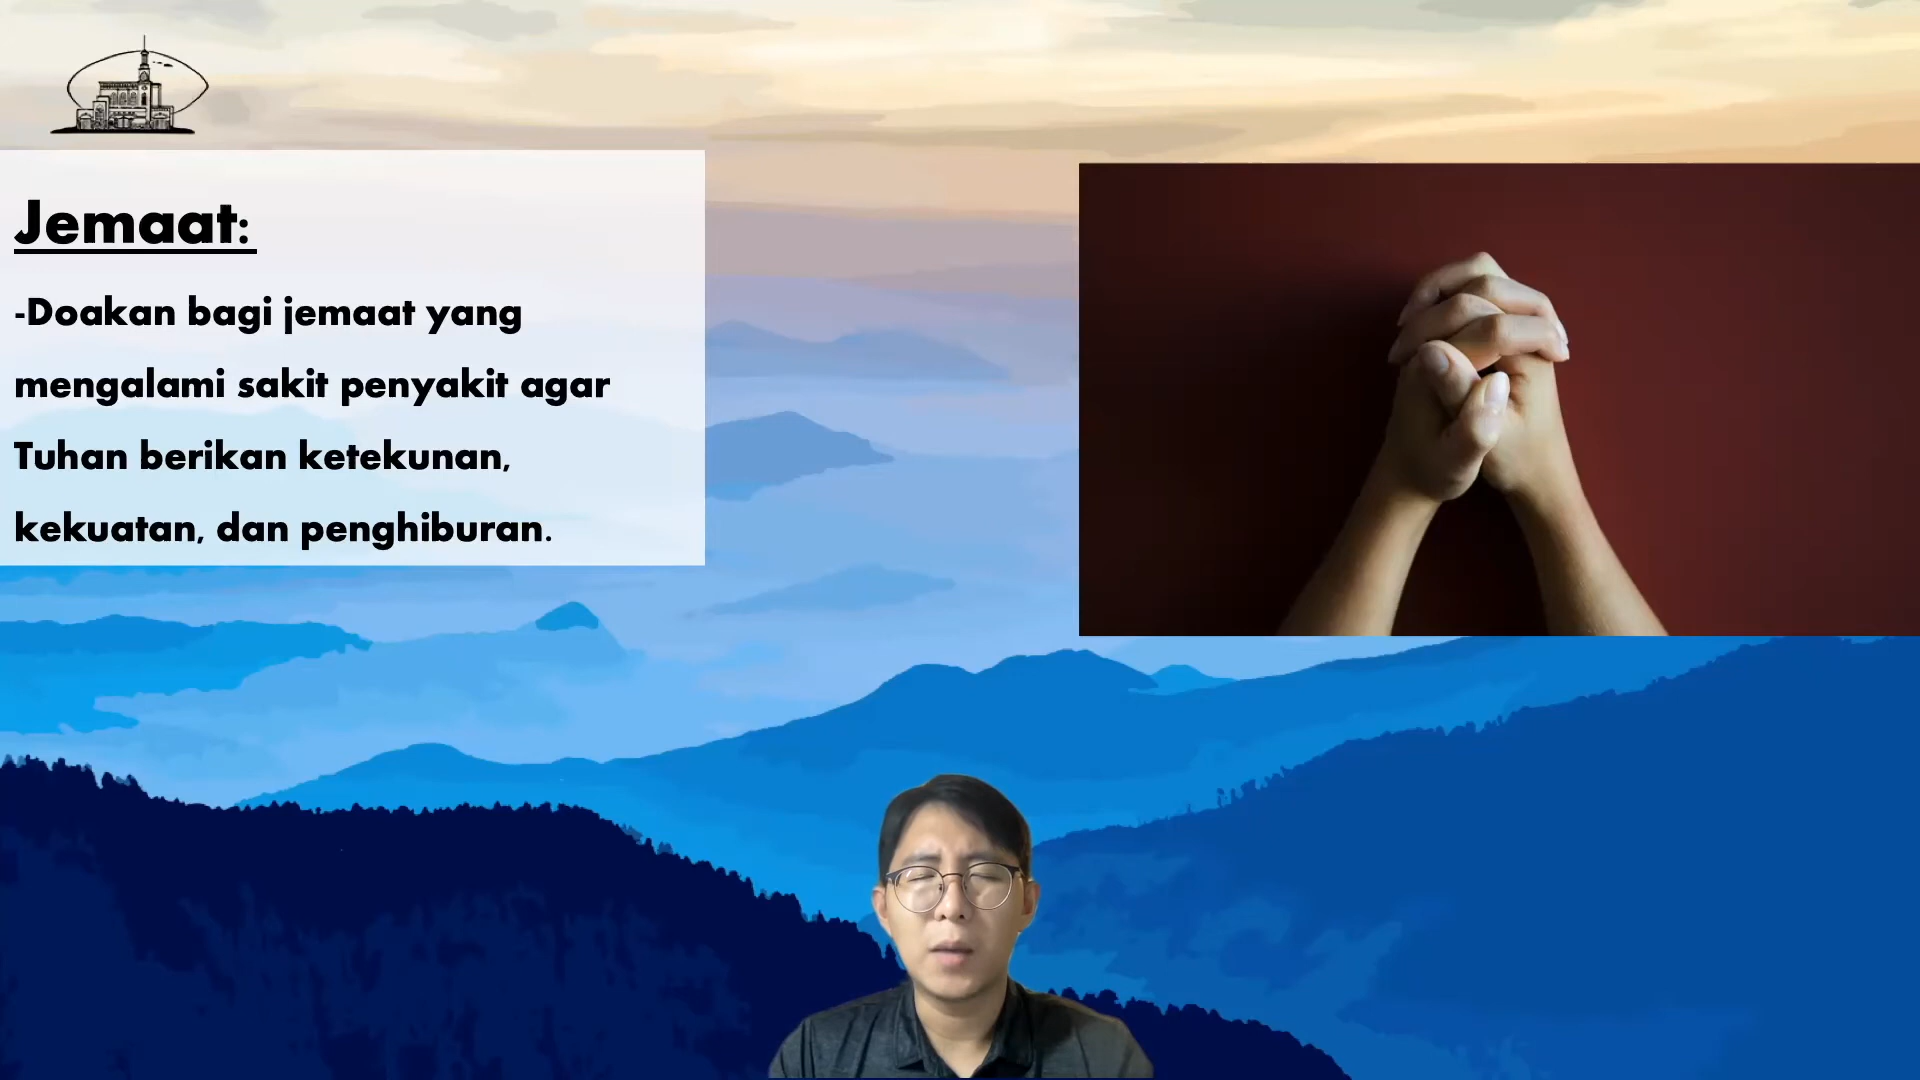 Jemaat:
-Doakan bagi jemaat yang
mengalami sakit penyakit agar
Tuhan berikan ketekunan,
kekuatan, dan penghiburan.